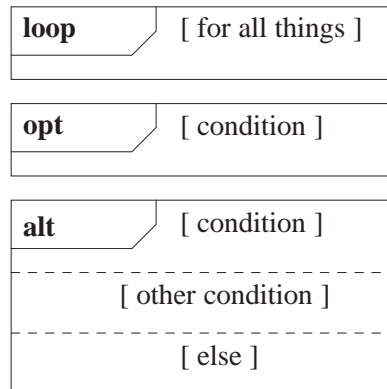 loop [ for all things ]
opt [ condition ]
alt [ condition ]
[ other condition ]
[ else ]